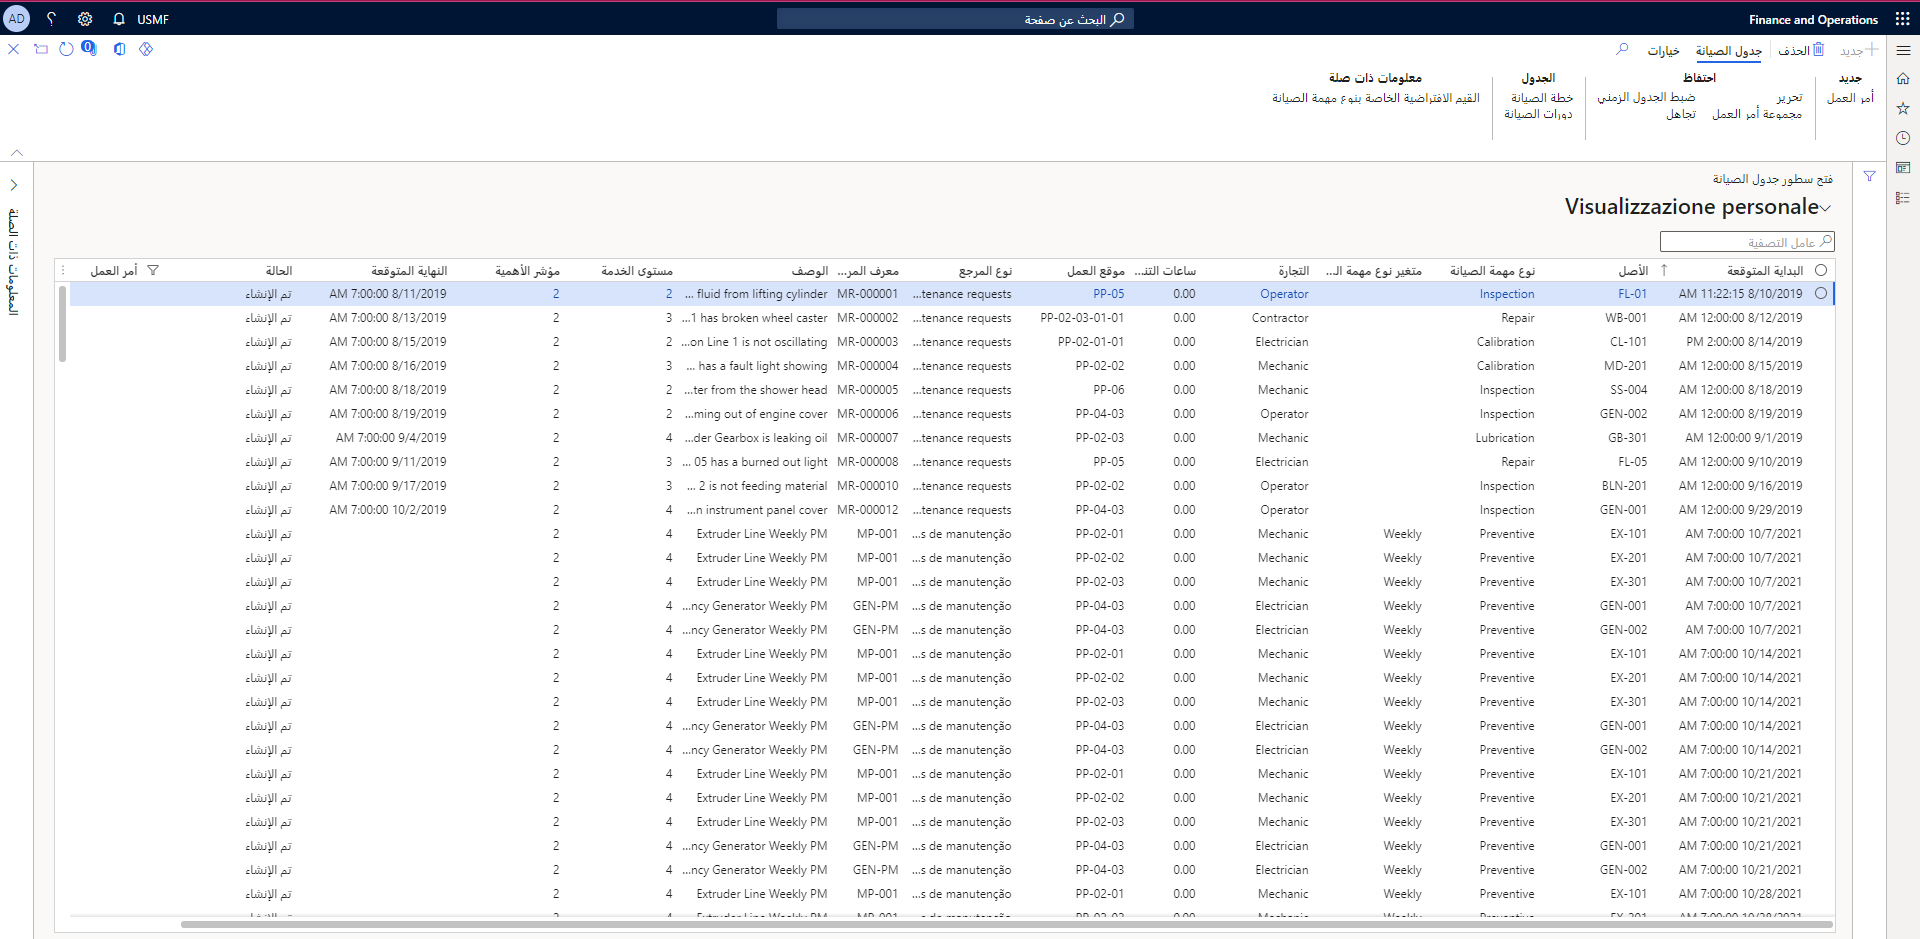 Finance and Operations
البحث عن صفحة
USMF
AD
جديد
الحذف
جدول الصيانة
خيارات
0
جديد
أمر العمل
احتفاظ
تحرير
ضبط الجدول الزمني
مجموعة أمر العمل
تجاهل
الجدول
خطة الصيانة
دورات الصيانة
معلومات ذات صلة
القيم الافتراضية الخاصة بنوع مهمة الصيانة
المعلومات ذات الصلة
فتح سطور جدول الصيانة
Visualizzazione personale
عامل التصفية
البداية المتوقعة الأصل نوع مهمة الصيانة متغير نوع مهمة الـ... التجارة ساعات التنـ... موقع العمل نوع المرجع معرف المر... الوصف مستوى الخدمة مؤشر الأهمية النهاية المتوقعة الحالة أمر العمل
8/10/2019 11:22:15 AM FL-01 Inspection Operator 0.00 PP-05 ...tenance requests MR-000001 ... fluid from lifting cylinder 2 2 8/11/2019 7:00:00 AM تم الإنشاء
8/12/2019 12:00:00 AM WB-001 Repair Contractor 0.00 PP-02-03-01-01 ...tenance requests MR-000002 ...1 has broken wheel caster 3 2 8/13/2019 7:00:00 AM تم الإنشاء
8/14/2019 2:00:00 PM CL-101 Calibration Electrician 0.00 PP-02-01-01 ...tenance requests MR-000003 ...on Line 1 is not oscillating 2 2 8/15/2019 7:00:00 AM تم الإنشاء
8/15/2019 12:00:00 AM MD-201 Calibration Mechanic 0.00 PP-02-02 ...tenance requests MR-000004 ... has a fault light showing 3 2 8/16/2019 7:00:00 AM تم الإنشاء
8/18/2019 12:00:00 AM SS-004 Inspection Mechanic 0.00 PP-06 ...tenance requests MR-000005 ...ter from the shower head 2 2 8/18/2019 7:00:00 AM تم الإنشاء
8/19/2019 12:00:00 AM GEN-002 Inspection Operator 0.00 PP-04-03 ...tenance requests MR-000006 ...ming out of engine cover 2 2 8/19/2019 7:00:00 AM تم الإنشاء
9/1/2019 12:00:00 AM GB-301 Lubrication Mechanic 0.00 PP-02-03 ...tenance requests MR-000007 ...der Gearbox is leaking oil 4 2 9/4/2019 7:00:00 AM تم الإنشاء
9/10/2019 12:00:00 AM FL-05 Repair Electrician 0.00 PP-05 ...tenance requests MR-000008 ... 05 has a burned out light 3 2 9/11/2019 7:00:00 AM تم الإنشاء
9/16/2019 12:00:00 AM BLN-201 Inspection Operator 0.00 PP-02-02 ...tenance requests MR-000010 ... 2 is not feeding material 3 2 9/17/2019 7:00:00 AM تم الإنشاء
9/29/2019 12:00:00 AM GEN-001 Inspection Operator 0.00 PP-04-03 ...tenance requests MR-000012 ...n instrument panel cover 4 2 10/2/2019 7:00:00 AM تم الإنشاء
10/7/2021 7:00:00 AM EX-101 Preventive Weekly Mechanic 0.00 PP-02-01 ...s de manutenção MP-001 Extruder Line Weekly PM 4 2 تم الإنشاء
10/7/2021 7:00:00 AM EX-201 Preventive Weekly Mechanic 0.00 PP-02-02 ...s de manutenção MP-001 Extruder Line Weekly PM 4 2 تم الإنشاء
10/7/2021 7:00:00 AM EX-301 Preventive Weekly Mechanic 0.00 PP-02-03 ...s de manutenção MP-001 Extruder Line Weekly PM 4 2 تم الإنشاء
10/7/2021 7:00:00 AM GEN-001 Preventive Weekly Electrician 0.00 PP-04-03 ...s de manutenção GEN-PM ...ncy Generator Weekly PM 4 2 تم الإنشاء
10/7/2021 7:00:00 AM GEN-002 Preventive Weekly Electrician 0.00 PP-04-03 ...s de manutenção GEN-PM ...ncy Generator Weekly PM 4 2 تم الإنشاء
10/14/2021 7:00:00 AM EX-101 Preventive Weekly Mechanic 0.00 PP-02-01 ...s de manutenção MP-001 Extruder Line Weekly PM 4 2 تم الإنشاء
10/14/2021 7:00:00 AM EX-201 Preventive Weekly Mechanic 0.00 PP-02-02 ...s de manutenção MP-001 Extruder Line Weekly PM 4 2 تم الإنشاء
10/14/2021 7:00:00 AM EX-301 Preventive Weekly Mechanic 0.00 PP-02-03 ...s de manutenção MP-001 Extruder Line Weekly PM 4 2 تم الإنشاء
10/14/2021 7:00:00 AM GEN-001 Preventive Weekly Electrician 0.00 PP-04-03 ...s de manutenção GEN-PM ...ncy Generator Weekly PM 4 2 تم الإنشاء
10/14/2021 7:00:00 AM GEN-002 Preventive Weekly Electrician 0.00 PP-04-03 ...s de manutenção GEN-PM ...ncy Generator Weekly PM 4 2 تم الإنشاء
10/21/2021 7:00:00 AM EX-101 Preventive Weekly Mechanic 0.00 PP-02-01 ...s de manutenção MP-001 Extruder Line Weekly PM 4 2 تم الإنشاء
10/21/2021 7:00:00 AM EX-201 Preventive Weekly Mechanic 0.00 PP-02-02 ...s de manutenção MP-001 Extruder Line Weekly PM 4 2 تم الإنشاء
10/21/2021 7:00:00 AM EX-301 Preventive Weekly Mechanic 0.00 PP-02-03 ...s de manutenção MP-001 Extruder Line Weekly PM 4 2 تم الإنشاء
10/21/2021 7:00:00 AM GEN-001 Preventive Weekly Electrician 0.00 PP-04-03 ...s de manutenção GEN-PM ...ncy Generator Weekly PM 4 2 تم الإنشاء
10/21/2021 7:00:00 AM GEN-002 Preventive Weekly Electrician 0.00 PP-04-03 ...s de manutenção GEN-PM ...ncy Generator Weekly PM 4 2 تم الإنشاء
10/28/2021 7:00:00 AM EX-101 Preventive Weekly Mechanic 0.00 PP-02-01 ...s de manutenção MP-001 Extruder Line Weekly PM 4 2 تم الإنشاء